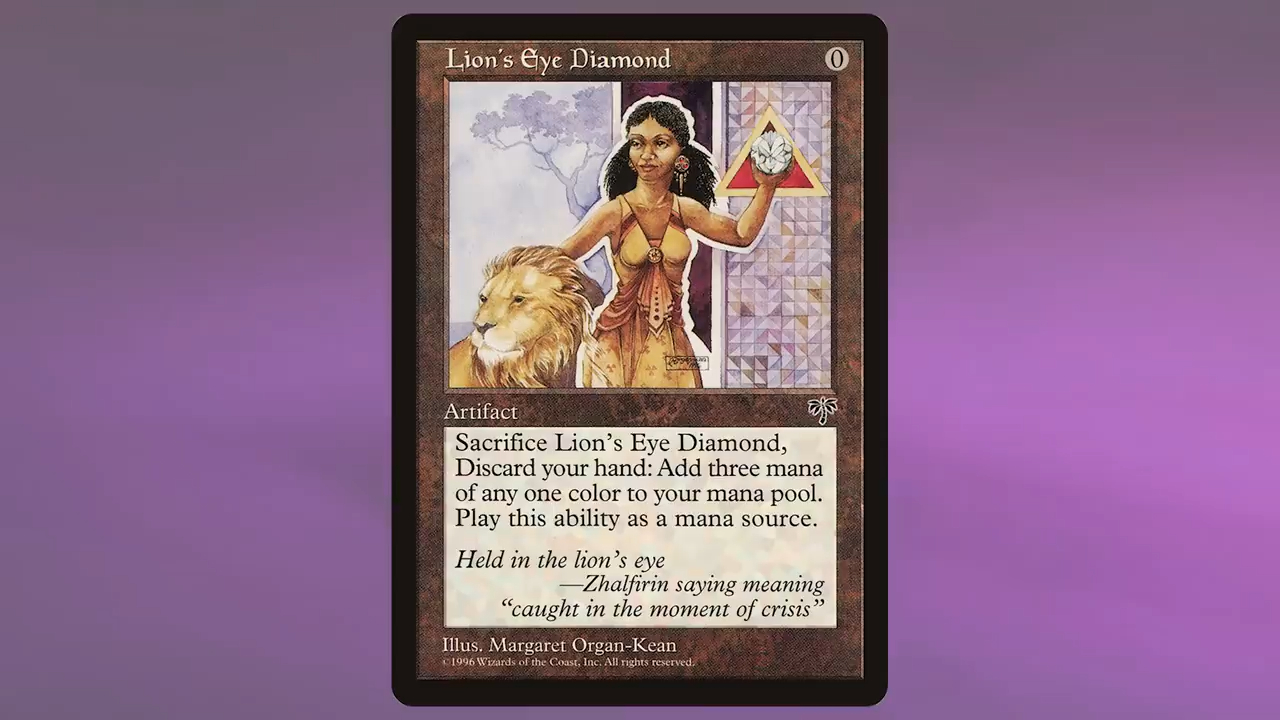 Lion's Eye Diamond 0
Artifact
Sacrifice Lion's Eye Diamond,
Discard your hand: Add three mana
of any one color to your mana pool.
Play this ability as a mana source.
Held in the lion's eye
—Zhalfirin saying meaning
“caught in the moment of crisis”
Illus. Margaret Organ-Kean
©1996 Wizards of the Coast, Inc. All rights reserved.